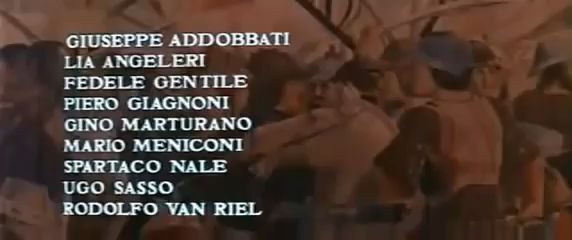 GIUSEPPE ADDOBBATI
LIA ANGELERI
FEDELE GENTILE
PIERO GIAGNONI
GINO MARTURANO
MARIO MENICONI
SPARTACO NALE
UGO SASSO
RODOLFO VAN RIEL